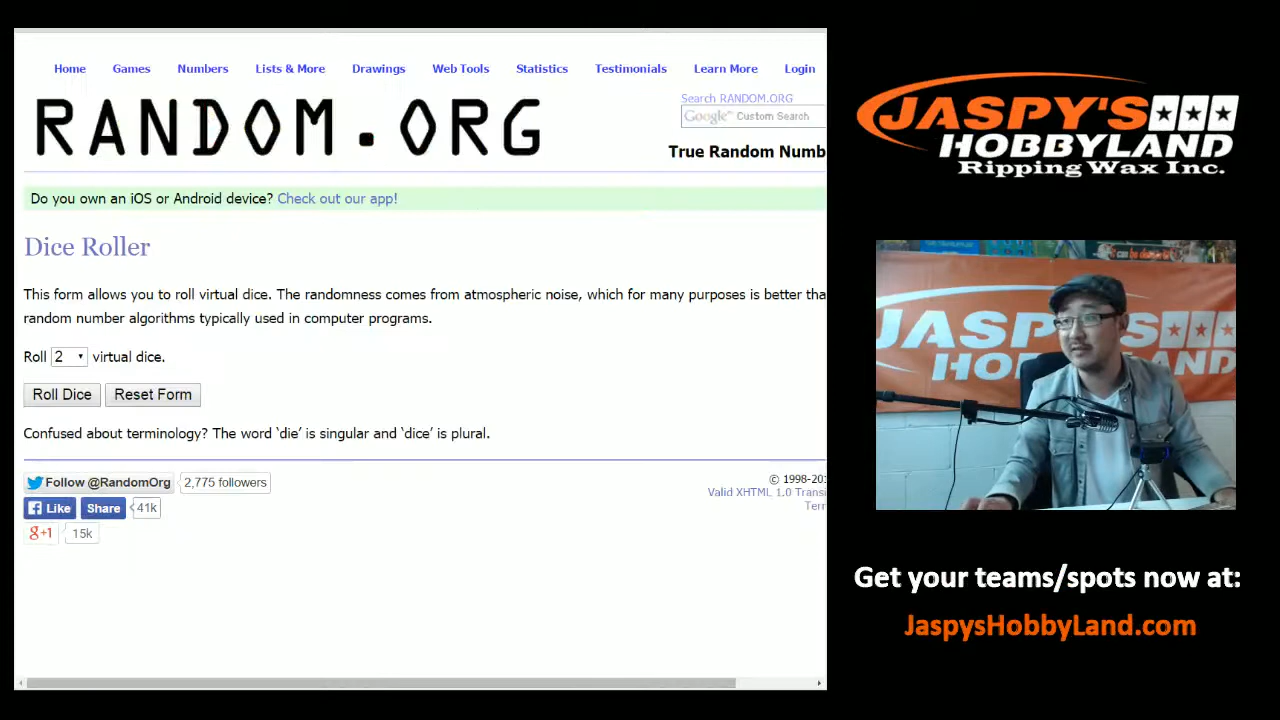 Home Games Numbers Lists & More Drawings Web Tools Statistics Testimonials Learn More Login
RANDOM.ORG
Search RANDOM.ORG
Google™ Custom Search
True Random Numb
Do you own an iOS or Android device? Check out our app!
Dice Roller
This form allows you to roll virtual dice. The randomness comes from atmospheric noise, which for many purposes is better tha
random number algorithms typically used in computer programs.
Roll 2 virtual dice.
Roll Dice Reset Form
Confused about terminology? The word ‘die’ is singular and ‘dice’ is plural.
Follow @RandomOrg 2,775 followers
Like Share 41k
g+1 15k
© 1998-201
Valid XHTML 1.0 Transi
Terr
JASPY'S
HOBBYLAND
Ripping Wax Inc.
JASPY'S
HO LAND
Get your teams/spots now at:
JaspysHobbyLand.com